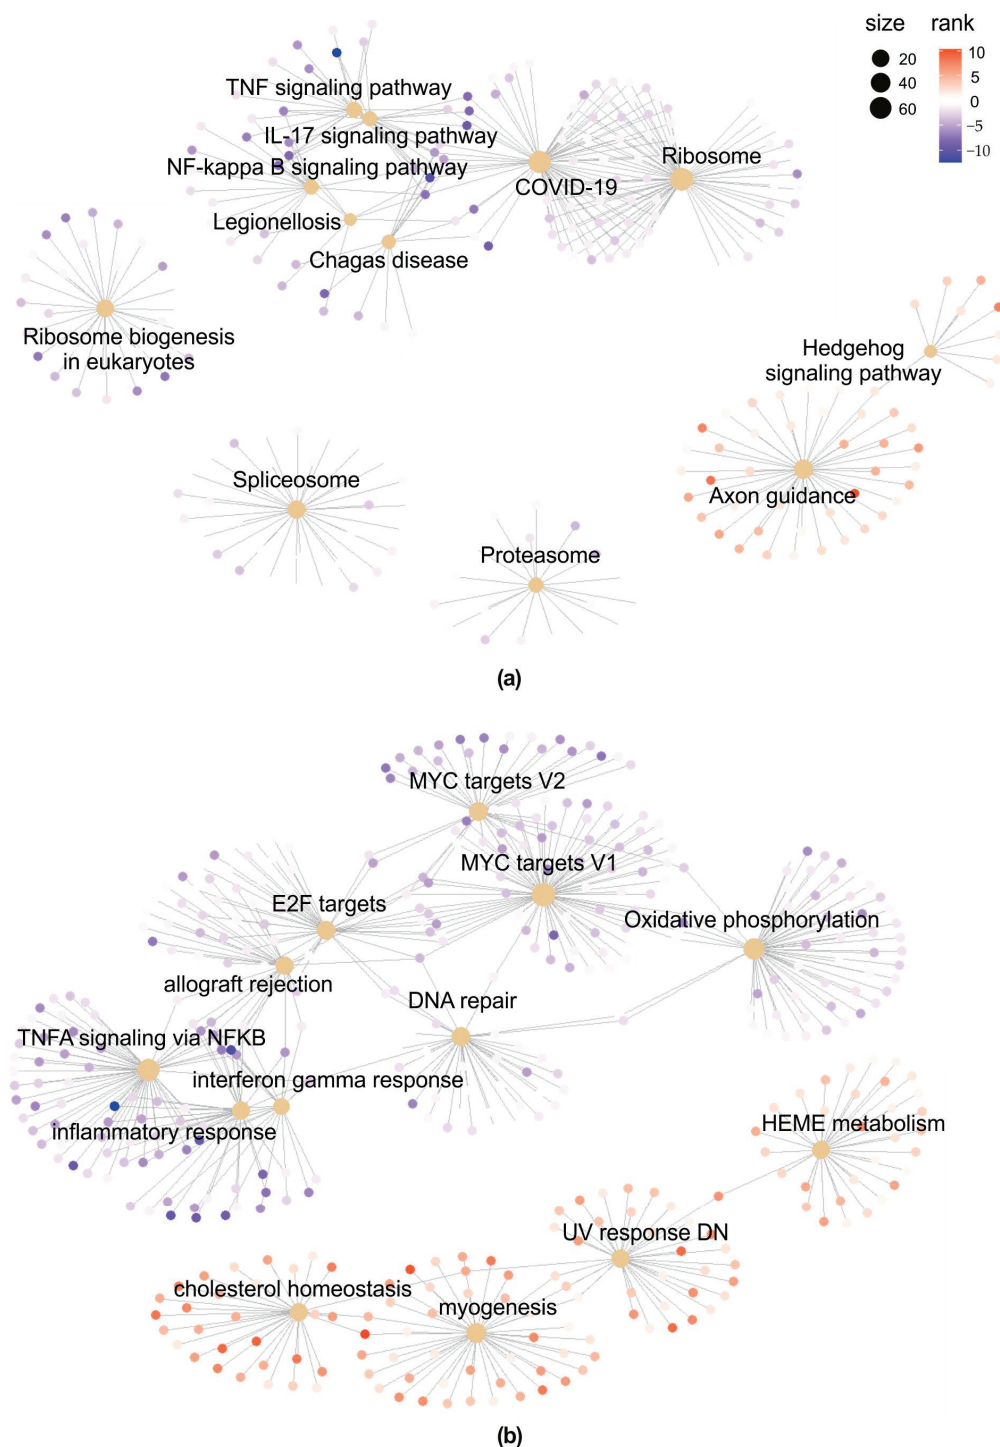 size rank
20
40
60
10
5
0
−5
−10
TNF signaling pathway
IL-17 signaling pathway
NF-kappa B signaling pathway
COVID-19
Ribosome
Legionellosis
Chagas disease
Ribosome biogenesis
in eukaryotes
Hedgehog
signaling pathway
Spliceosome
Axon guidance
Proteasome
(a)
MYC targets V2
MYC targets V1
E2F targets
Oxidative phosphorylation
allograft rejection
DNA repair
TNFA signaling via NFKB
interferon gamma response
inflammatory response
HEME metabolism
UV response DN
cholesterol homeostasis
myogenesis
(b)